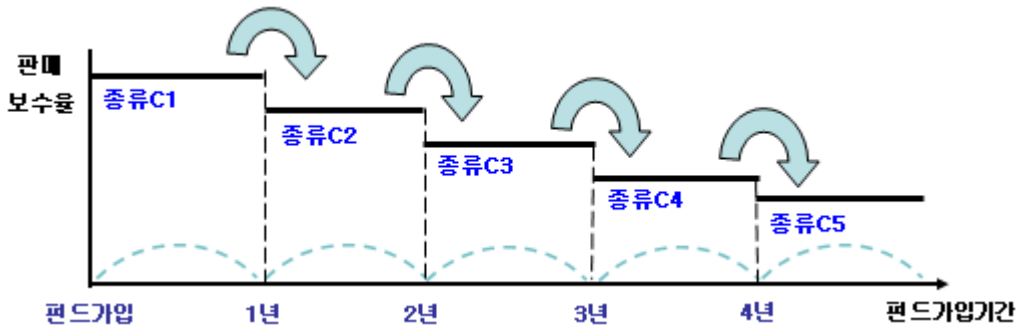 판매
보수율
종류C1
종류C2
종류C3
종류C4
종류C5
펀드가입
1년
2년
3년
4년
펀드가입기간